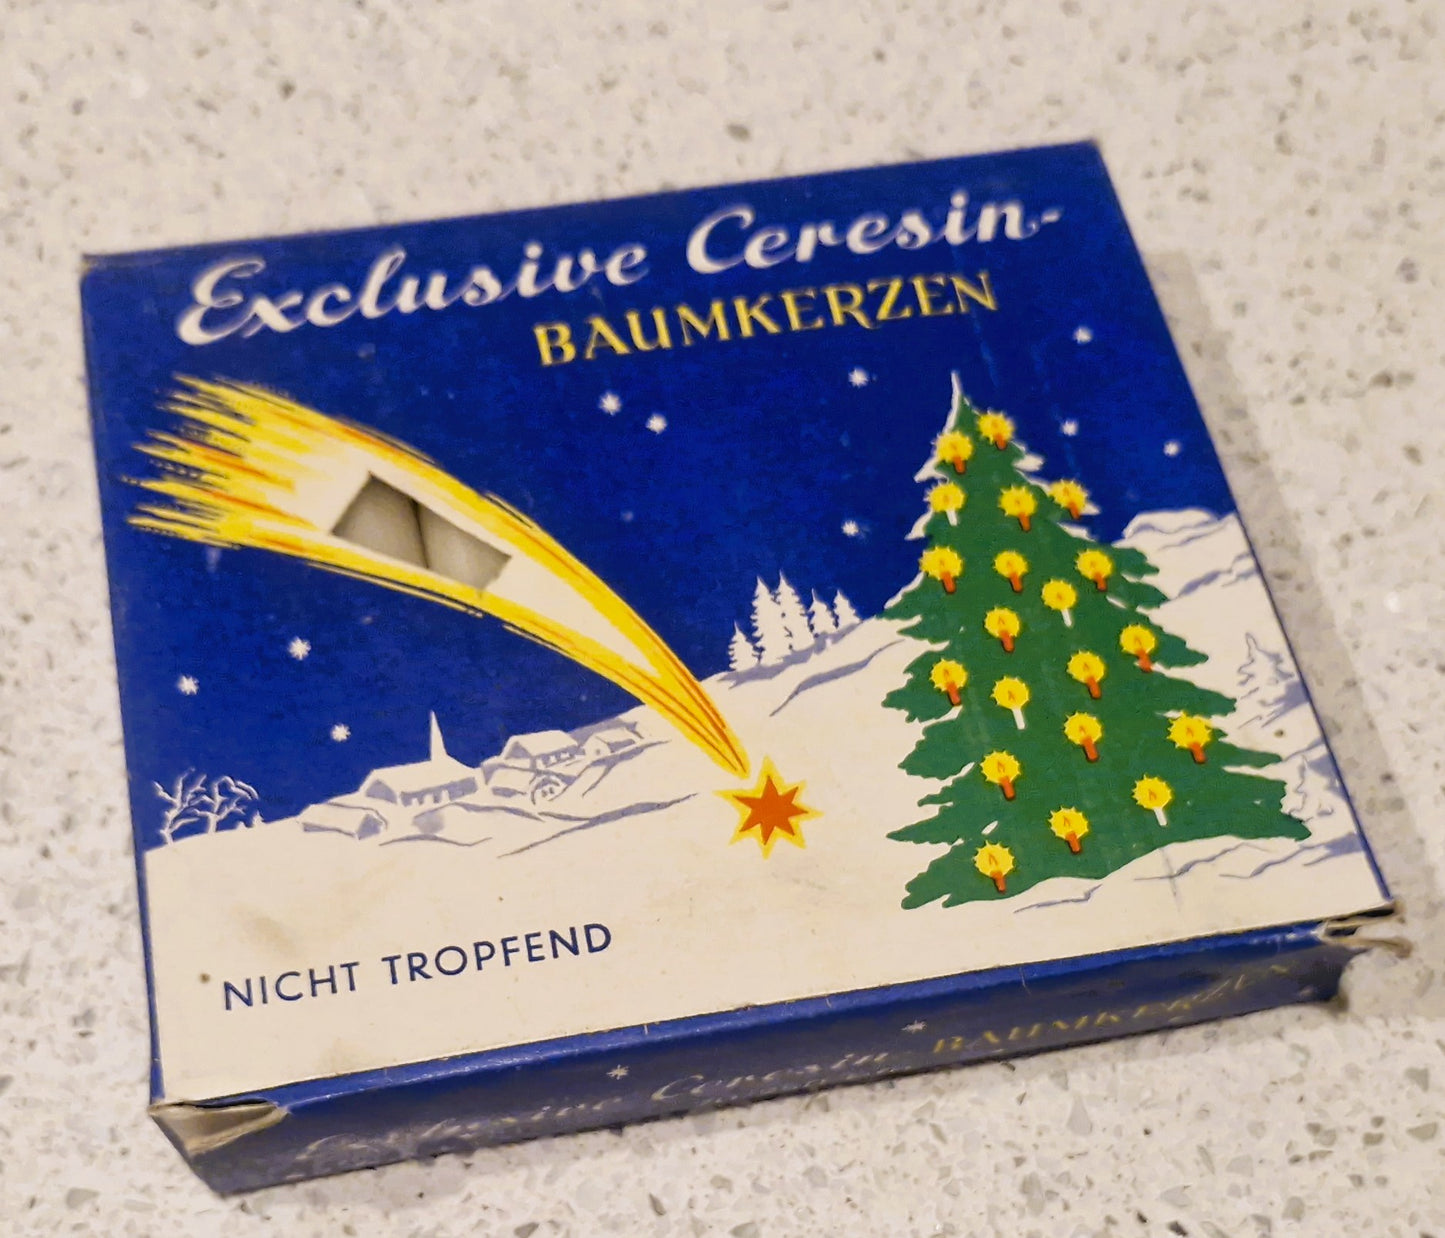 Exclusive Ceresin-
BAUMKERZEN
NICHT TROPFEND
Exclusive Ceresin- BAUMKERZEN